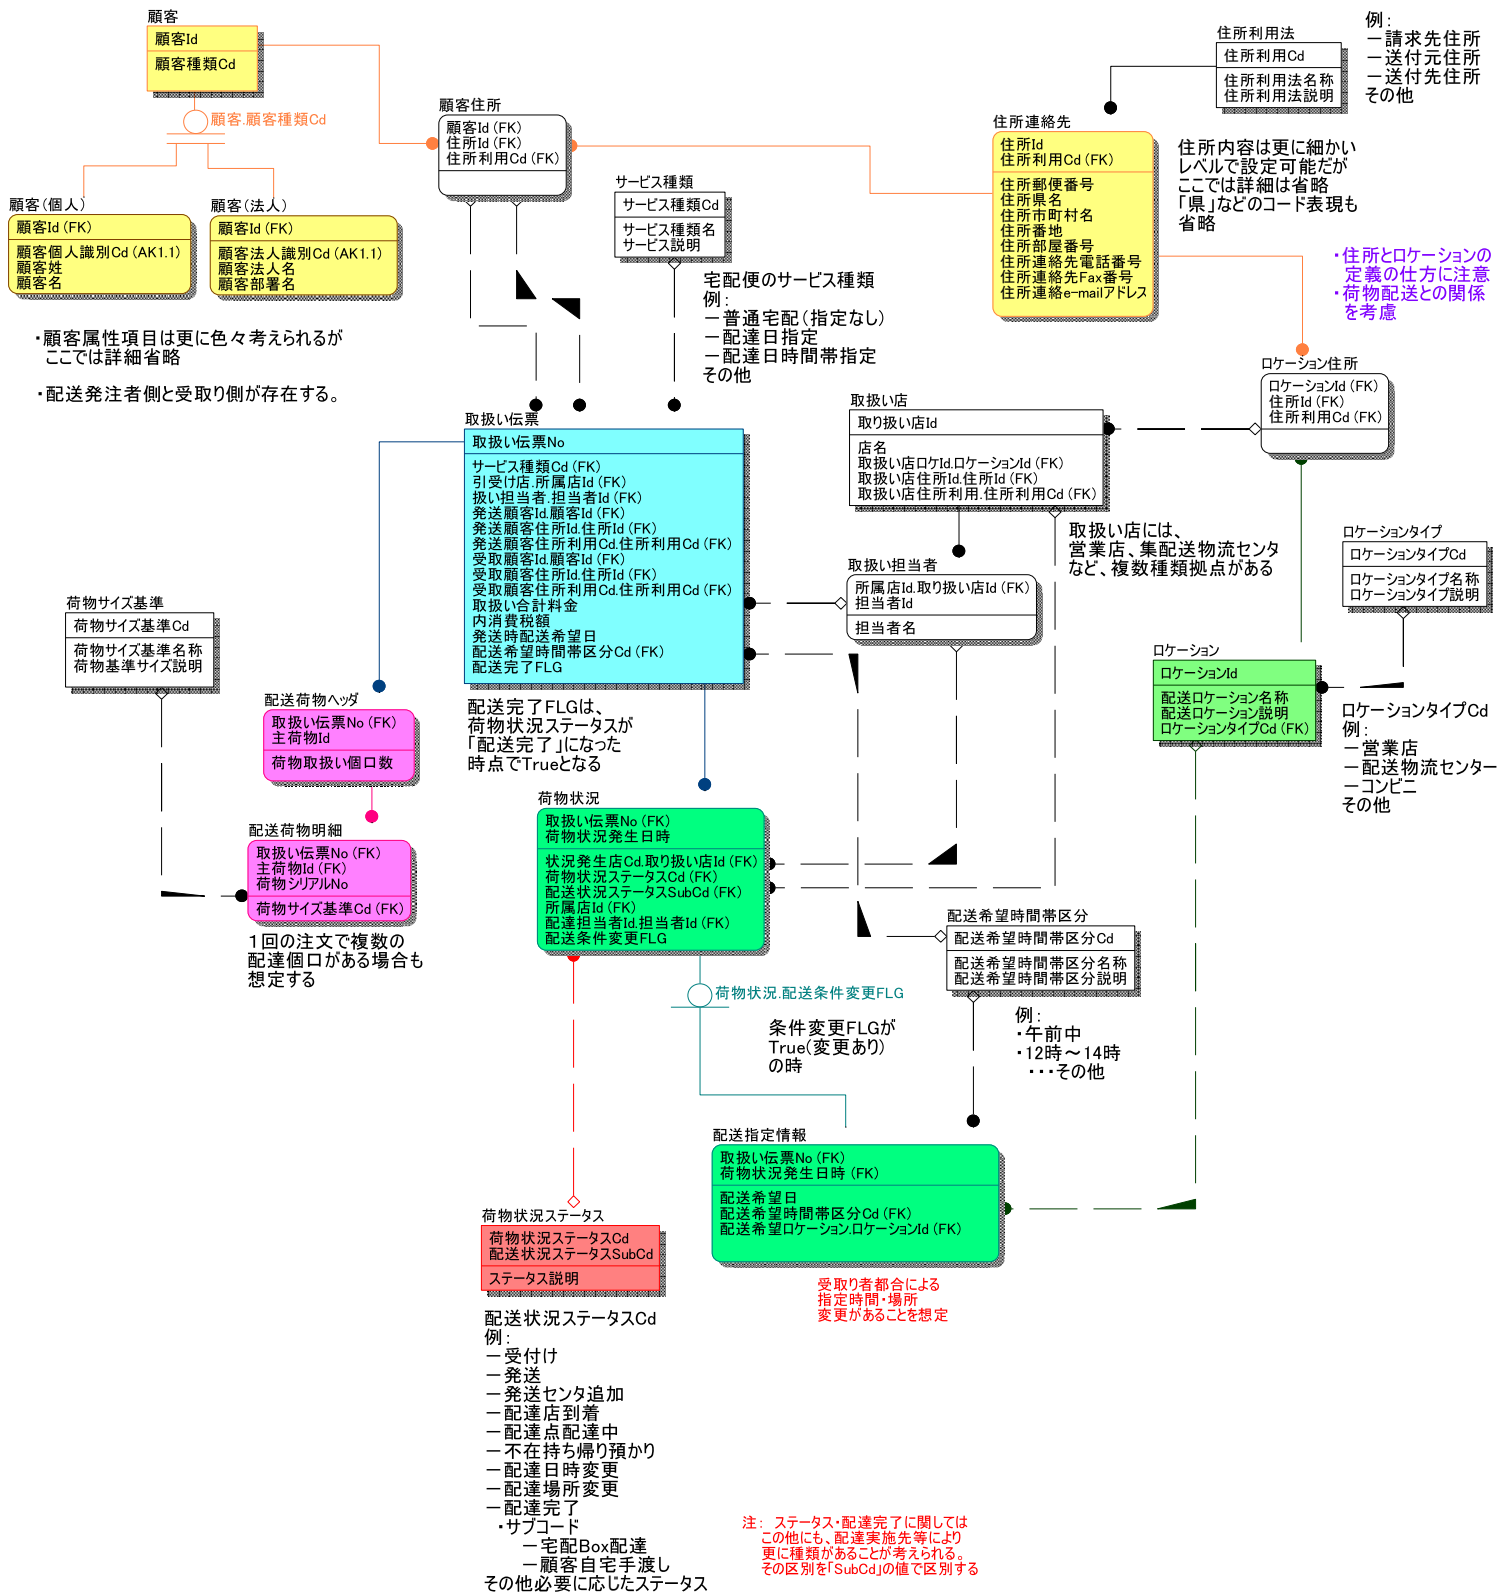 顧客
顧客Id
顧客種類Cd
顧客.顧客種類Cd
顧客(個人)
顧客Id (FK)
顧客個人識別Cd (AK1.1)
顧客姓
顧客名
顧客(法人)
顧客Id (FK)
顧客法人識別Cd (AK1.1)
顧客法人名
顧客部署名
・顧客属性項目は更に色々考えられるが
ここでは詳細省略
・配送発注者側と受取り側が存在する。
顧客住所
顧客Id (FK)
住所Id (FK)
住所利用Cd (FK)
サービス種類
サービス種類Cd
サービス種類名
サービス説明
宅配便のサービス種類
例:
－普通宅配(指定なし)
－配達日指定
－配達日時間帯指定
その他
住所利用法
住所利用Cd
住所利用法名称
住所利用法説明
例:
－請求先住所
－送付元住所
－送付先住所
その他
住所連絡先
住所Id
住所利用Cd (FK)
住所郵便番号
住所県名
住所市町村名
住所番地
住所部屋番号
住所連絡先電話番号
住所連絡先Fax番号
住所連絡e-mailアドレス
住所内容は更に細かい
レベルで設定可能だが
ここでは詳細は省略
「県」などのコード表現も
省略
・住所とロケーションの
定義の仕方に注意
・荷物配送との関係
を考慮
ロケーション住所
ロケーションId (FK)
住所Id (FK)
住所利用Cd (FK)
取扱い伝票
取扱い伝票No
サービス種類Cd (FK)
引受け店.所属店Id (FK)
扱い担当者.担当者Id (FK)
発送顧客Id.顧客Id (FK)
発送顧客住所Id.住所Id (FK)
発送顧客住所利用Cd.住所利用Cd (FK)
受取顧客Id.顧客Id (FK)
受取顧客住所Id.住所Id (FK)
受取顧客住所利用Cd.住所利用Cd (FK)
取扱い合計料金
内消費税額
発送時配送希望日
配送希望時間帯区分Cd (FK)
配送完了FLG
配送完了FLGは、
荷物状況ステータスが
「配送完了」になった
時点でTrueとなる
取扱い店
取り扱い店Id
店名
取扱い店ロケId.ロケーションId (FK)
取扱い店住所Id.住所Id (FK)
取扱い店住所利用.住所利用Cd (FK)
取扱い店には、
営業店、集配送物流センタ
など、複数種類拠点がある
取扱い担当者
所属店Id.取り扱い店Id (FK)
担当者Id
担当者名
ロケーションタイプ
ロケーションタイプCd
ロケーションタイプ名称
ロケーションタイプ説明
ロケーション
ロケーションId
配送ロケーション名称
配送ロケーション説明
ロケーションタイプCd (FK)
ロケーションタイプCd
例:
－営業店
－配送物流センター
－コンビニ
その他
荷物サイズ基準
荷物サイズ基準Cd
荷物サイズ基準名称
荷物基準サイズ説明
配送荷物ヘッダ
取扱い伝票No (FK)
主荷物Id
荷物取扱い個口数
配送荷物明細
取扱い伝票No (FK)
主荷物Id (FK)
荷物シリアルNo
荷物サイズ基準Cd (FK)
１回の注文で複数の
配達個口がある場合も
想定する
荷物状況
取扱い伝票No (FK)
荷物状況発生日時
状況発生店Cd.取り扱い店Id (FK)
荷物状況ステータスCd (FK)
配送状況ステータスSubCd (FK)
所属店Id (FK)
配達担当者Id.担当者Id (FK)
配送条件変更FLG
荷物状況.配送条件変更FLG
条件変更FLGが
True(変更あり)
の時
配送希望時間帯区分
配送希望時間帯区分Cd
配送希望時間帯区分名称
配送希望時間帯区分説明
例:
・午前中
・12時～14時
・・・その他
配送指定情報
取扱い伝票No (FK)
荷物状況発生日時 (FK)
配送希望日
配送希望時間帯区分Cd (FK)
配送希望ロケーション.ロケーションId (FK)
受取り者都合による
指定時間・場所
変更があることを想定
荷物状況ステータス
荷物状況ステータスCd
配送状況ステータスSubCd
ステータス説明
配送状況ステータスCd
例:
－受付け
－発送
－発送センタ追加
－配達店到着
－配達点配達中
－不在持ち帰り預かり
－配達日時変更
－配達場所変更
－配達完了
・サブコード
－宅配Box配達
－顧客自宅手渡し
その他必要に応じたステータス
注: ステータス・配達完了に関しては
この他にも、配達実施先等により
更に種類があることが考えられる。
その区別を「SubCd」の値で区別する